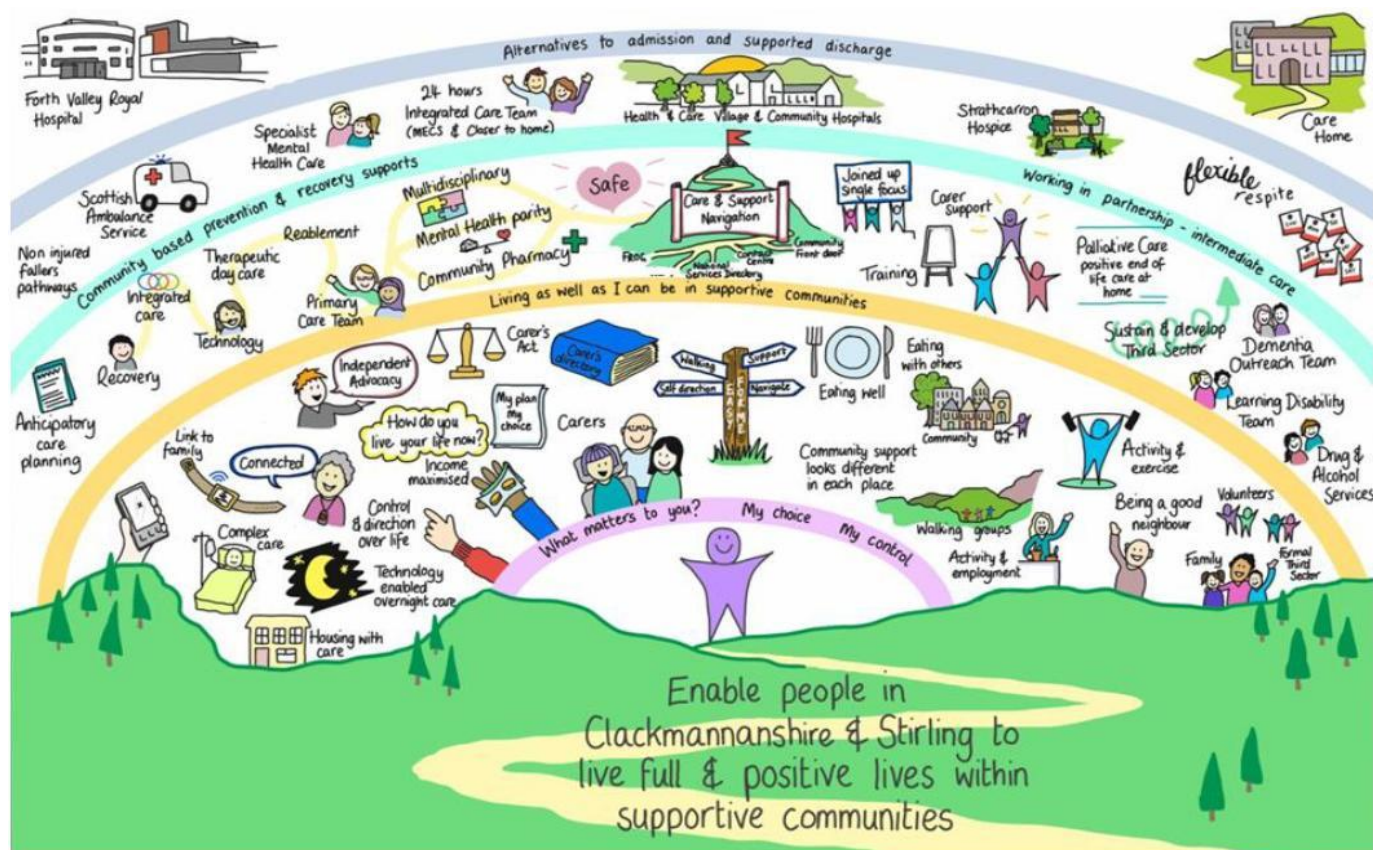 Alternatives to admission and supported discharge
Forth Valley Royal
Hospital
Specialist
Mental
Health Care
24 hours
Integrated Care Team
(MECS & Closer to home)
Health & Care Village & Community Hospitals
Strathcarron
Hospice
Care
Home
Scottish
Ambulance
Service
flexible
respite
Community based prevention & recovery supports
Working in partnership - intermediate care
Non injured
fallers
pathways
Integrated
care
Therapeutic
day care
Reablement
Multidisciplinary
Mental Health parity
Community Pharmacy
Primary
Care Team
Technology
Recovery
Anticipatory
care
planning
Safe
Care & Support
Navigation
National
Services Directory
Contact
Centre
Community
Front door
Joined up
single focus
Carer
support
Training
Palliative Care
positive end of
life care at
home
Sustain & develop
Third Sector
Dementia
Outreach Team
Learning Disability
Team
Drug &
Alcohol
Services
Living as well as I can be in supportive communities
Independent
Advocacy
Carer's
Act
Carer's
directory
My plan
My
choice
How do you
live your life now?
Link to
family
Connected
Income
maximised
Carers
Control
& direction
over life
Complex
care
Technology
enabled
overnight care
Housing with
care
Walking
Support
Self direction
Navigate
EASY
Eating well
Eating
with others
Community
Community support
looks different
in each place
Activity &
exercise
Walking groups
Activity &
employment
Being a good
neighbour
Volunteers
Family
Formal
Third
Sector
What matters to you?
My choice
My control
Enable people in
Clackmannanshire & Stirling to
live full & positive lives within
supportive communities